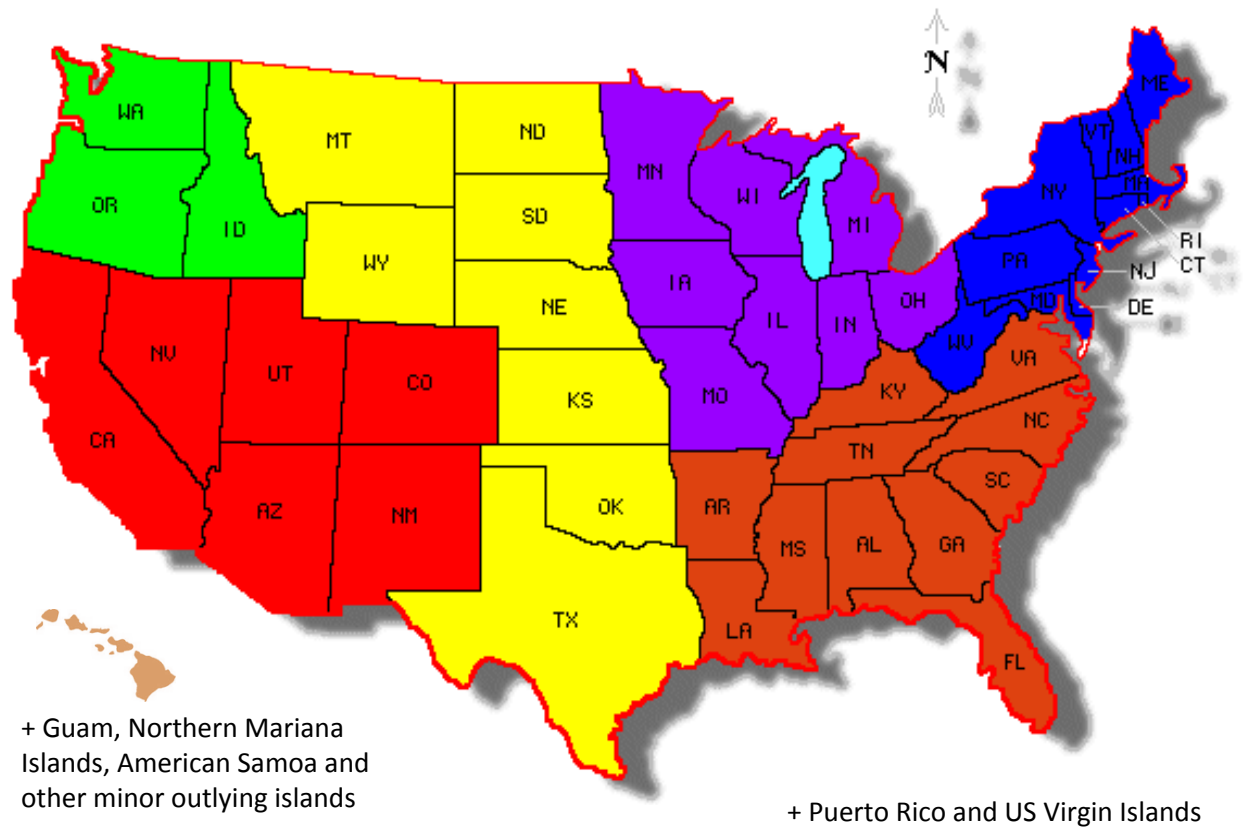 N
ME
WA
VT
ND
MT
NH
MN
MA
WI
NY
OR
SD
MI
ID
RI
WY
PA
CT
NJ
IA
OH
MD
NE
DE
IL
IN
WV
NV
VA
UT
CO
KY
KS
MO
NC
CA
TN
SC
OK
AR
AZ
NM
MS
AL
GA
TX
LA
FL
+ Guam, Northern Mariana
Islands, American Samoa and
other minor outlying islands
+ Puerto Rico and US Virgin Islands